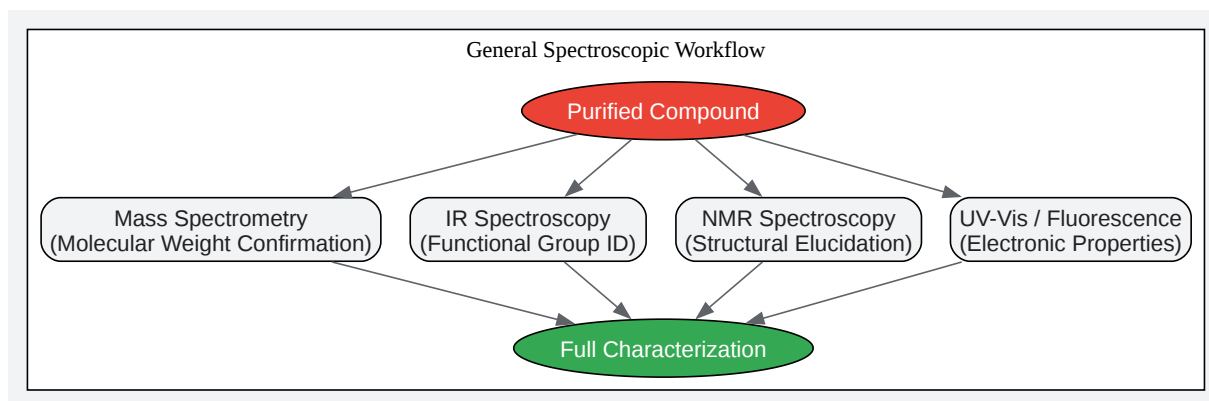 General Spectroscopic Workflow
Purified Compound
Mass Spectrometry
(Molecular Weight Confirmation)
IR Spectroscopy
(Functional Group ID)
NMR Spectroscopy
(Structural Elucidation)
UV-Vis / Fluorescence
(Electronic Properties)
Full Characterization